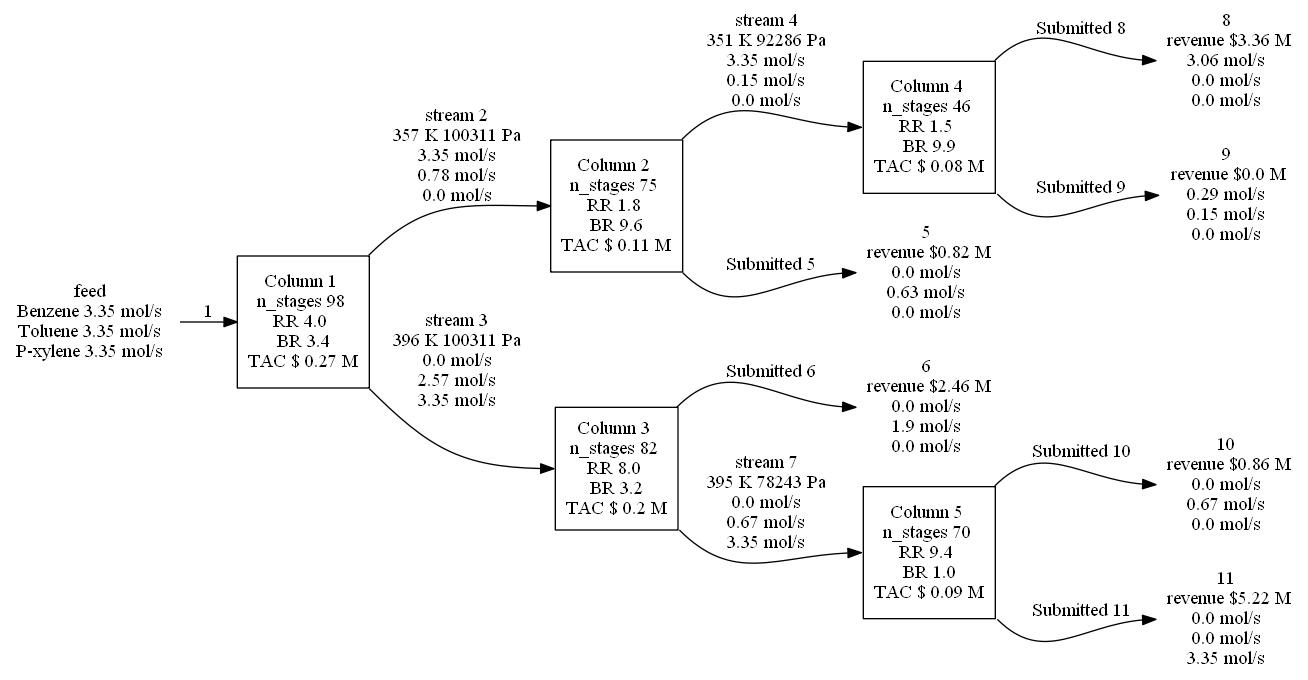 feed
Benzene 3.35 mol/s
Toluene 3.35 mol/s
P-xylene 3.35 mol/s
1
Column 1
n_stages 98
RR 4.0
BR 3.4
TAC $ 0.27 M
stream 2
357 K 100311 Pa
3.35 mol/s
0.78 mol/s
0.0 mol/s
stream 3
396 K 100311 Pa
0.0 mol/s
2.57 mol/s
3.35 mol/s
Column 2
n_stages 75
RR 1.8
BR 9.6
TAC $ 0.11 M
Column 3
n_stages 82
RR 8.0
BR 3.2
TAC $ 0.2 M
stream 4
351 K 92286 Pa
3.35 mol/s
0.15 mol/s
0.0 mol/s
Submitted 5
5
revenue $0.82 M
0.0 mol/s
0.63 mol/s
0.0 mol/s
Submitted 6
6
revenue $2.46 M
0.0 mol/s
1.9 mol/s
0.0 mol/s
stream 7
395 K 78243 Pa
0.0 mol/s
0.67 mol/s
3.35 mol/s
Column 4
n_stages 46
RR 1.5
BR 9.9
TAC $ 0.08 M
Column 5
n_stages 70
RR 9.4
BR 1.0
TAC $ 0.09 M
Submitted 8
8
revenue $3.36 M
3.06 mol/s
0.0 mol/s
0.0 mol/s
Submitted 9
9
revenue $0.0 M
0.29 mol/s
0.15 mol/s
0.0 mol/s
Submitted 10
10
revenue $0.86 M
0.0 mol/s
0.67 mol/s
0.0 mol/s
Submitted 11
11
revenue $5.22 M
0.0 mol/s
0.0 mol/s
3.35 mol/s